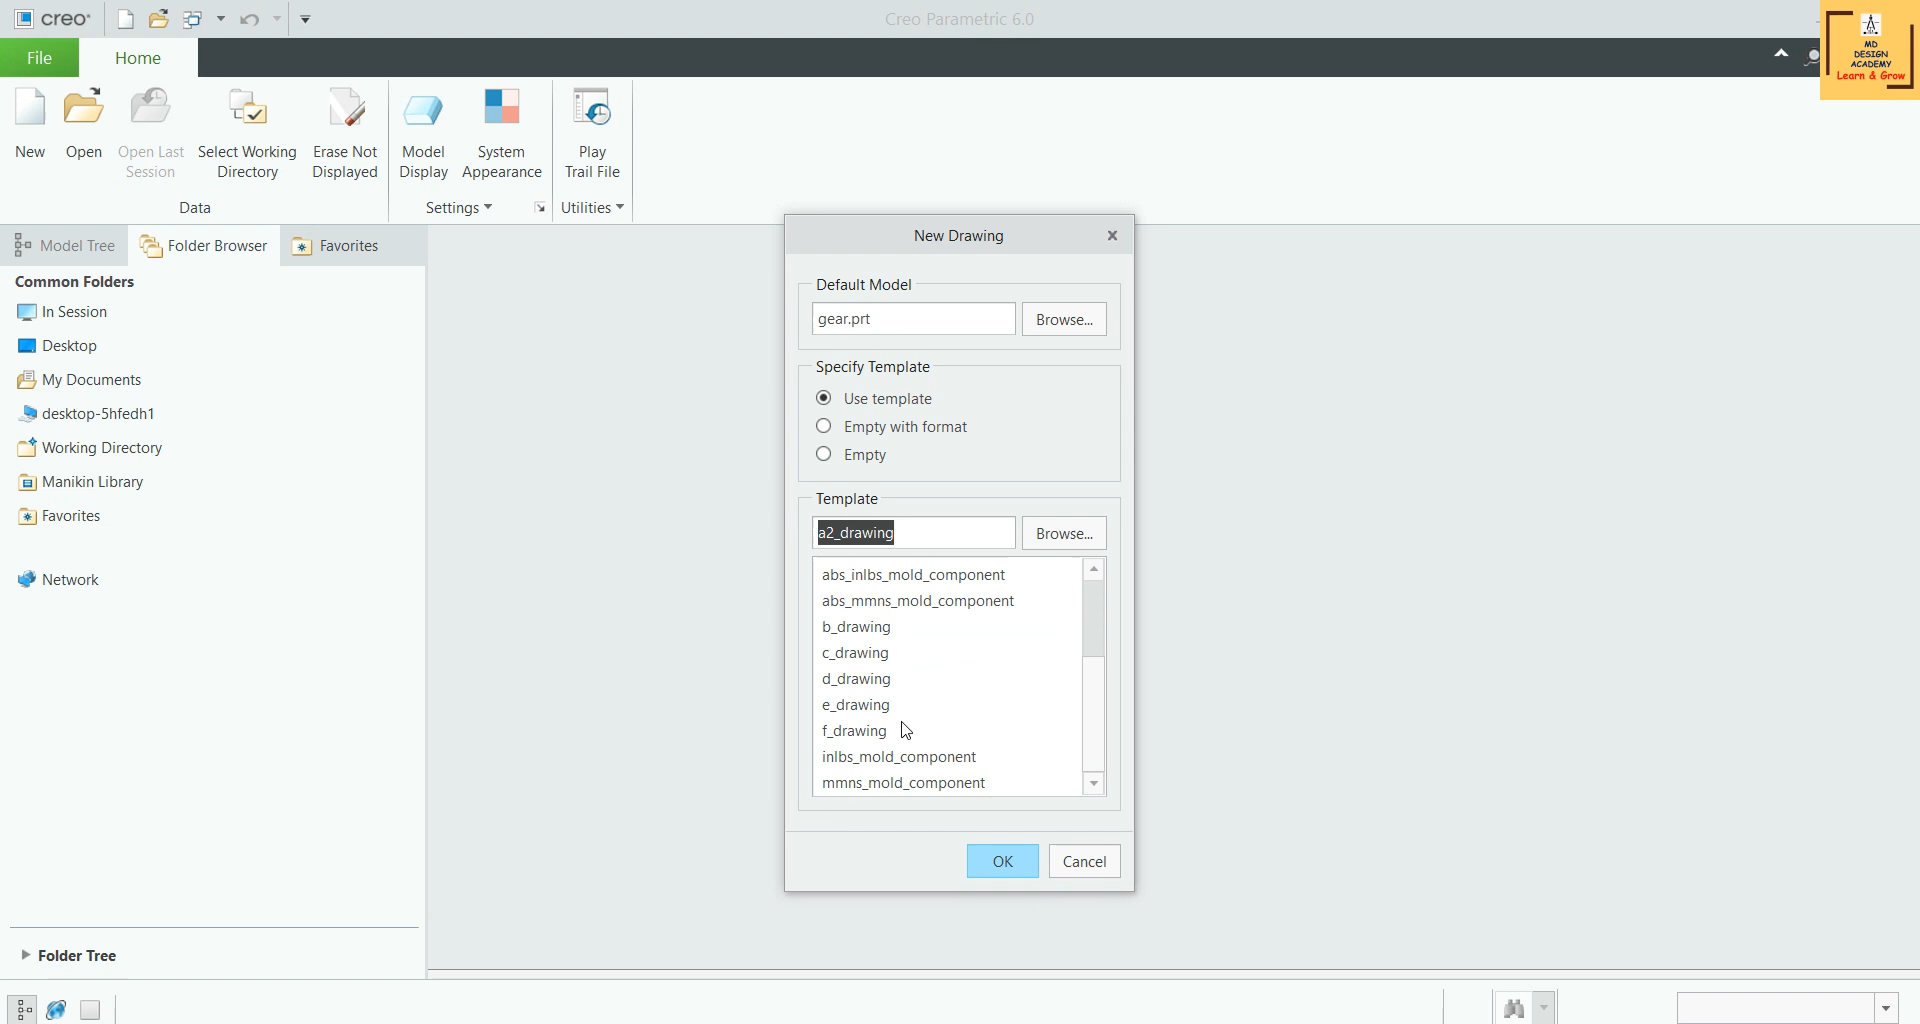 creo®
Creo Parametric 6.0
MD
DESIGN
ACADEMY
Learn & Grow
File
Home
New
Open
Open Last
Session
Select Working
Directory
Erase Not
Displayed
Model
Display
System
Appearance
Play
Trail File
Data
Settings
Utilities
Model Tree
Folder Browser
Favorites
Common Folders
In Session
Desktop
My Documents
desktop-5hfedh1
Working Directory
Manikin Library
Favorites
Network
Folder Tree
New Drawing
Default Model
gear.prt
Browse...
Specify Template
Use template
Empty with format
Empty
Template
a2_drawing
Browse...
abs_inlbs_mold_component
abs_mmns_mold_component
b_drawing
c_drawing
d_drawing
e_drawing
f_drawing
inlbs_mold_component
mmns_mold_component
OK
Cancel